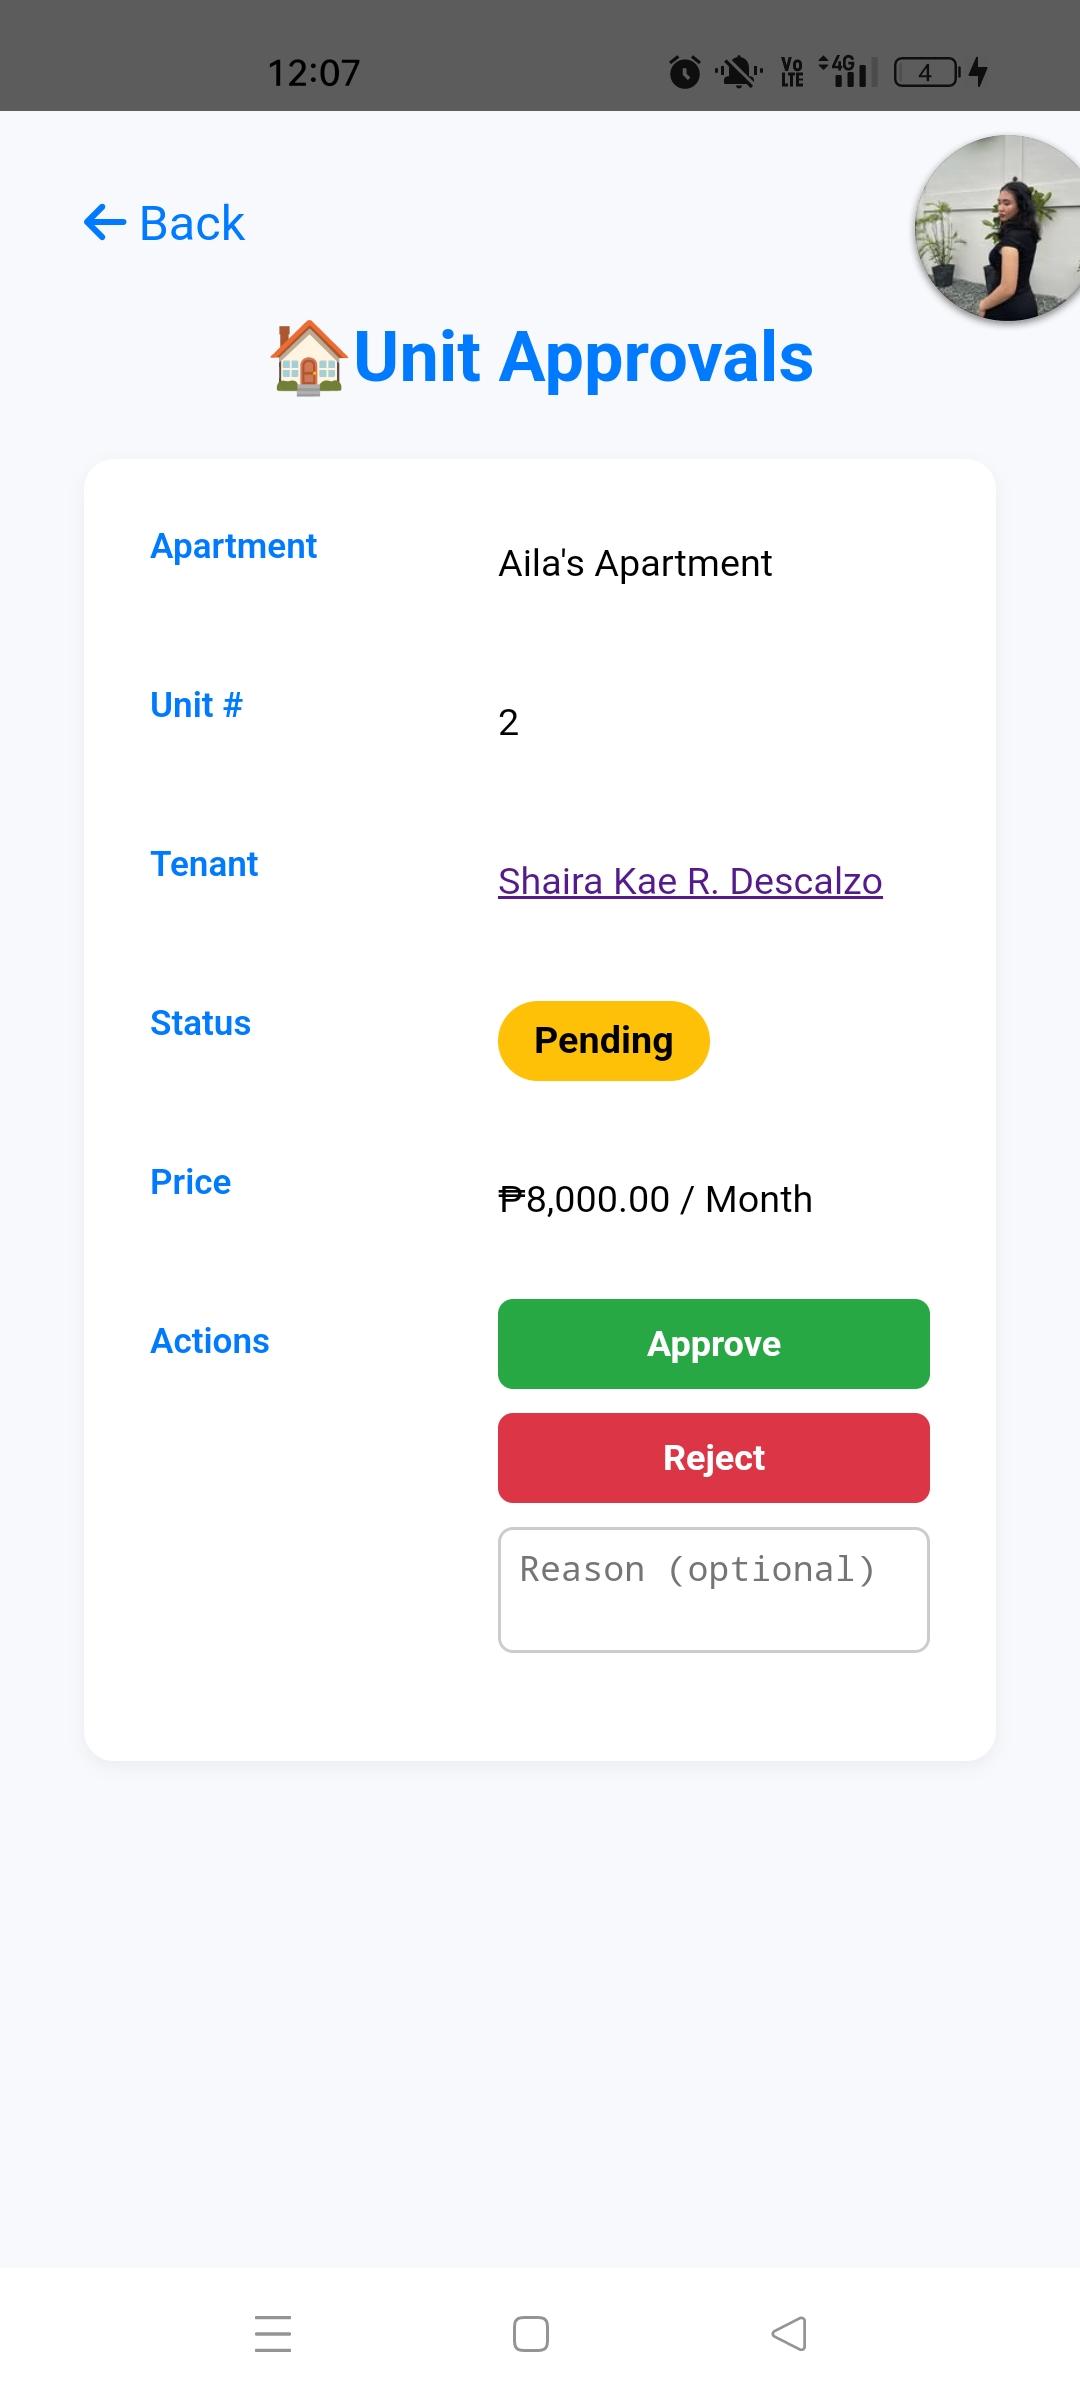 12:07 Vo LTE 4G 4
← Back
🏠Unit Approvals
Apartment Aila's Apartment
Unit # 2
Tenant Shaira Kae R. Descalzo
Status Pending
Price ₱8,000.00 / Month
Actions Approve
Reject
Reason (optional)